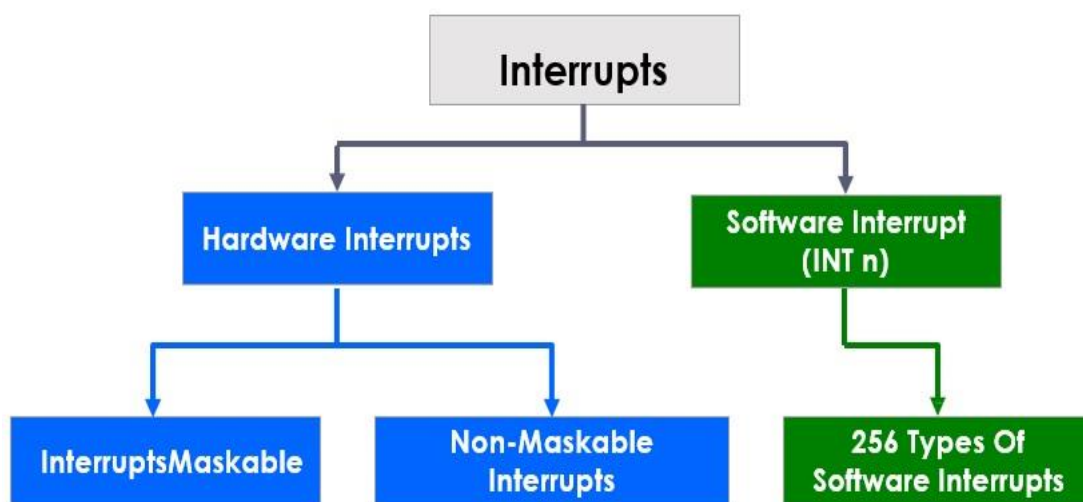 Interrupts
Hardware Interrupts
Software Interrupt
(INT n)
InterruptsMaskable
Non-Maskable
Interrupts
256 Types Of
Software Interrupts